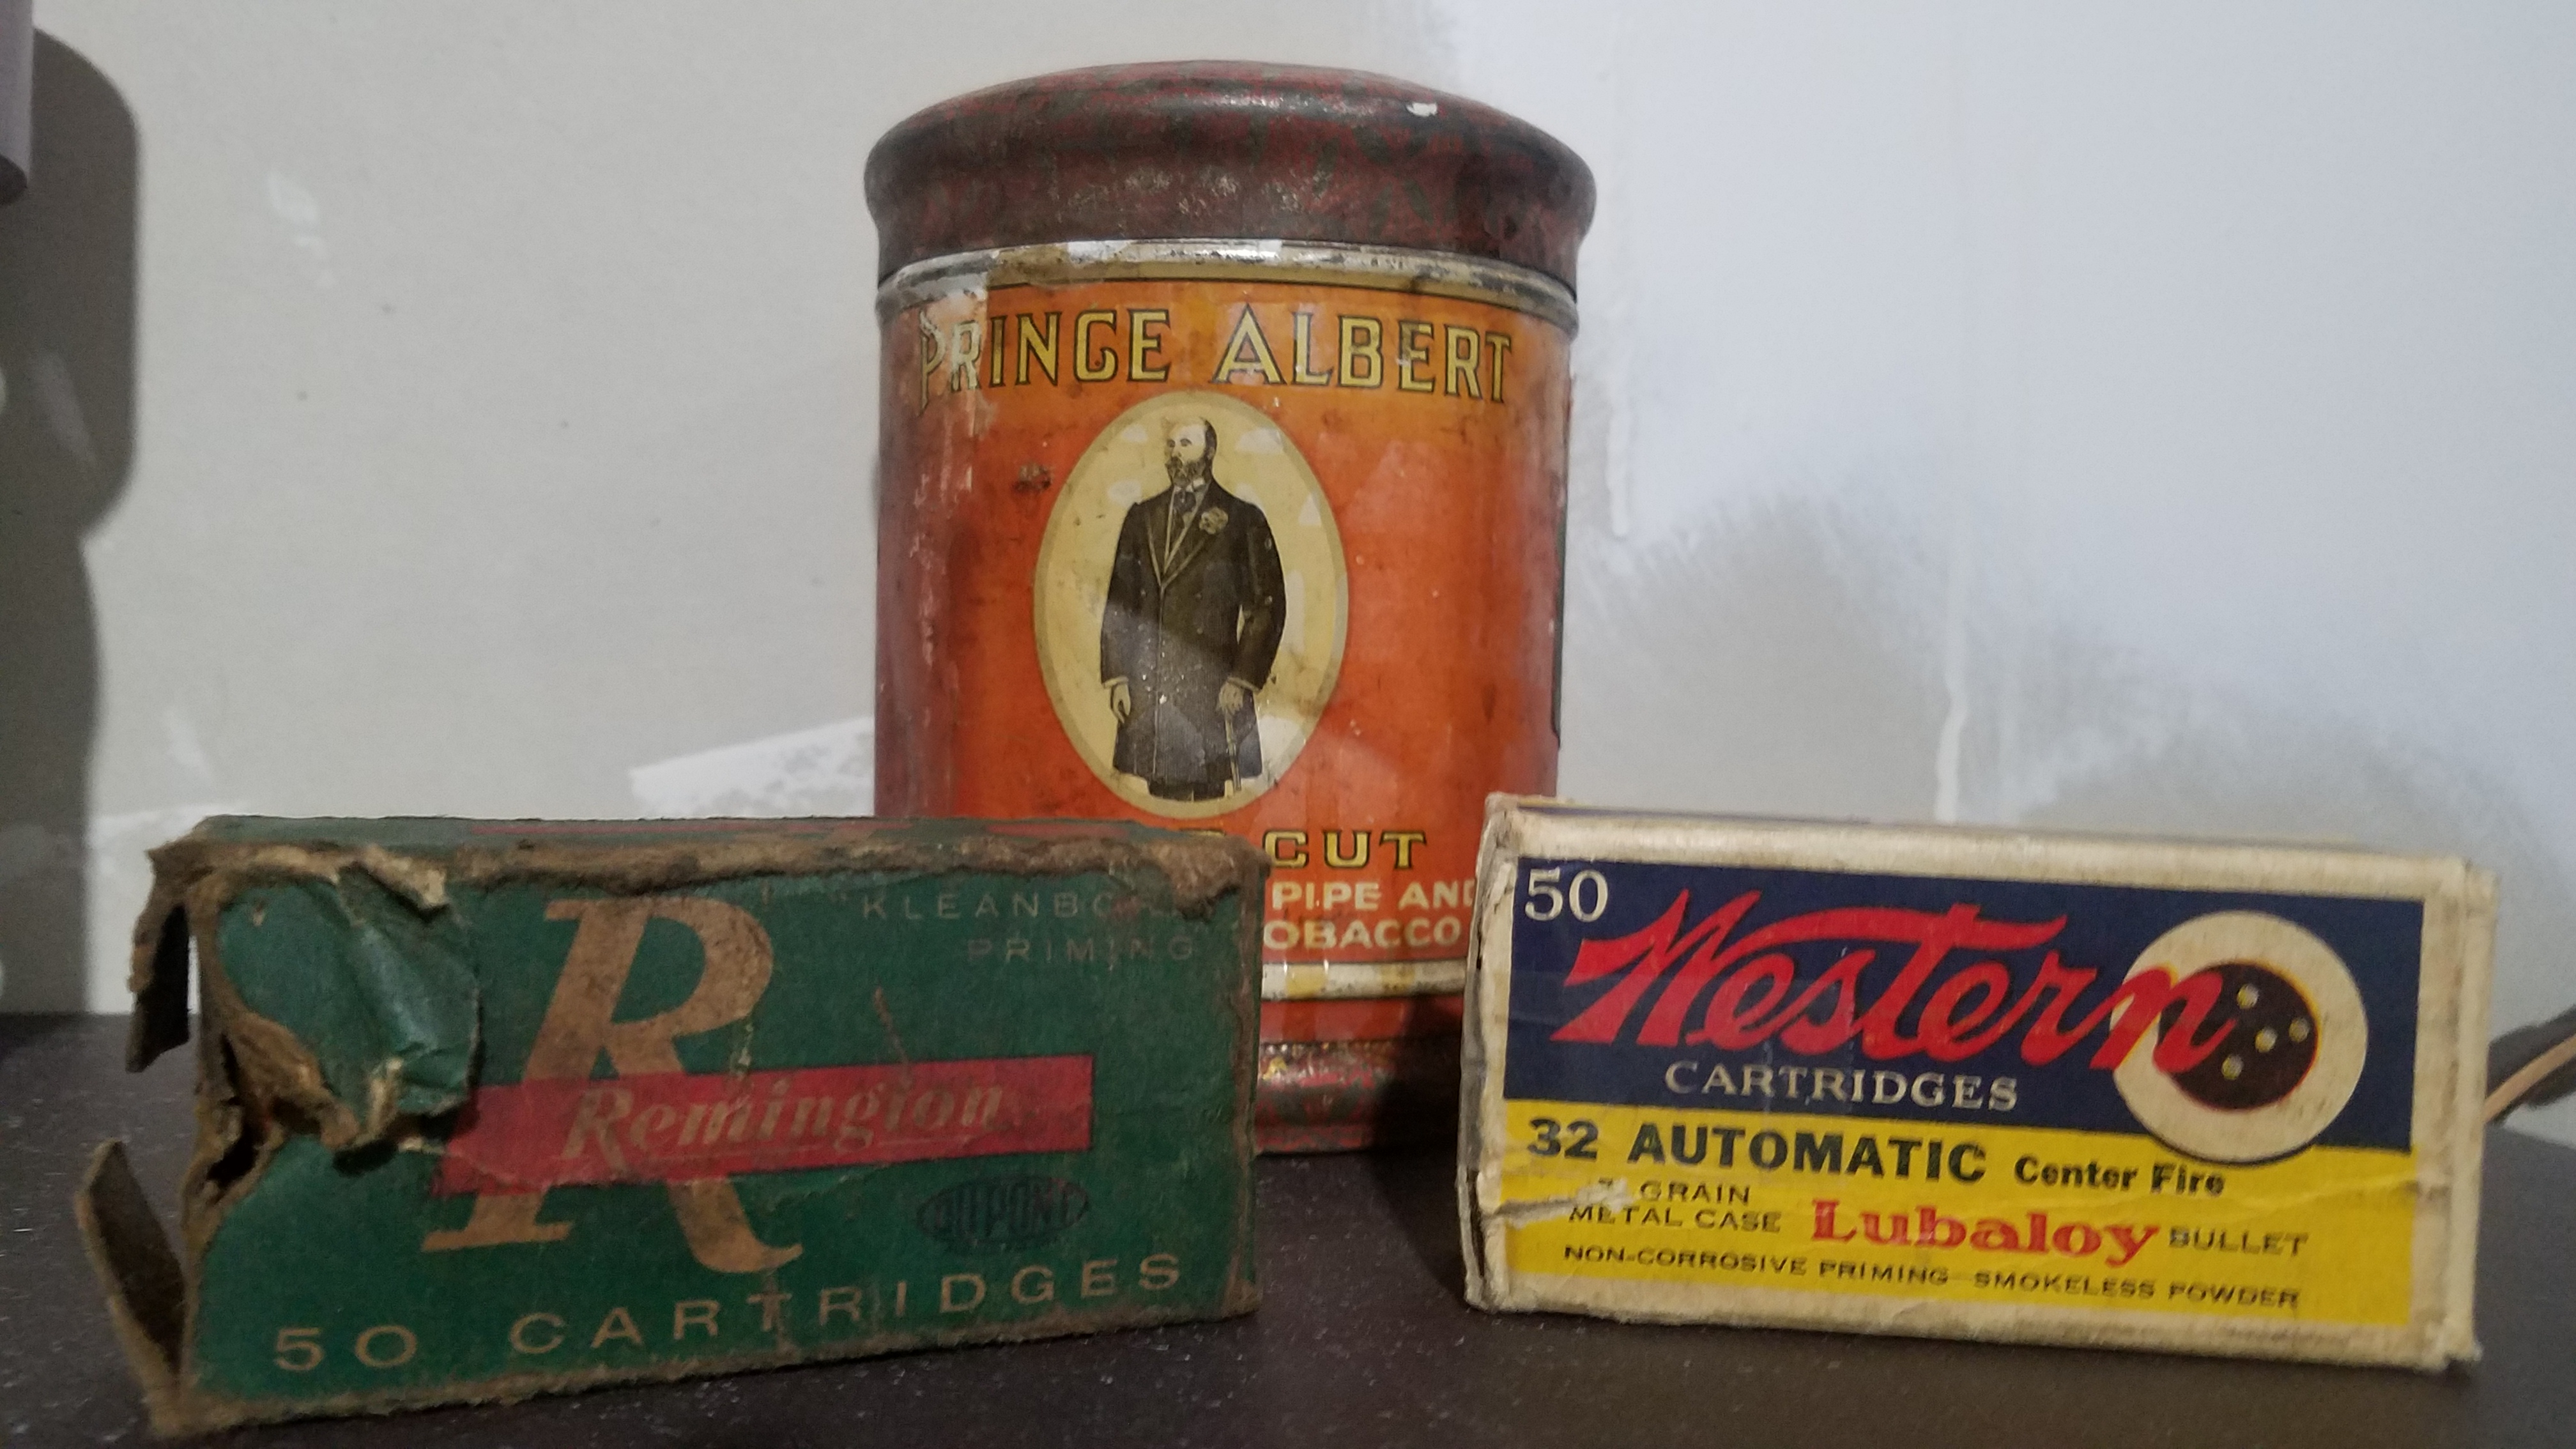 PRINCE ALBERT
CUT
PIPE AND
OBACCO
KLEANBORE
PRIMING
R
Remington
DUPONT
50 CARTRIDGES
50
Western
CARTRIDGES
32 AUTOMATIC Center Fire
GRAIN
METAL CASE Lubaloy BULLET
NON-CORROSIVE PRIMING SMOKELESS POWDER